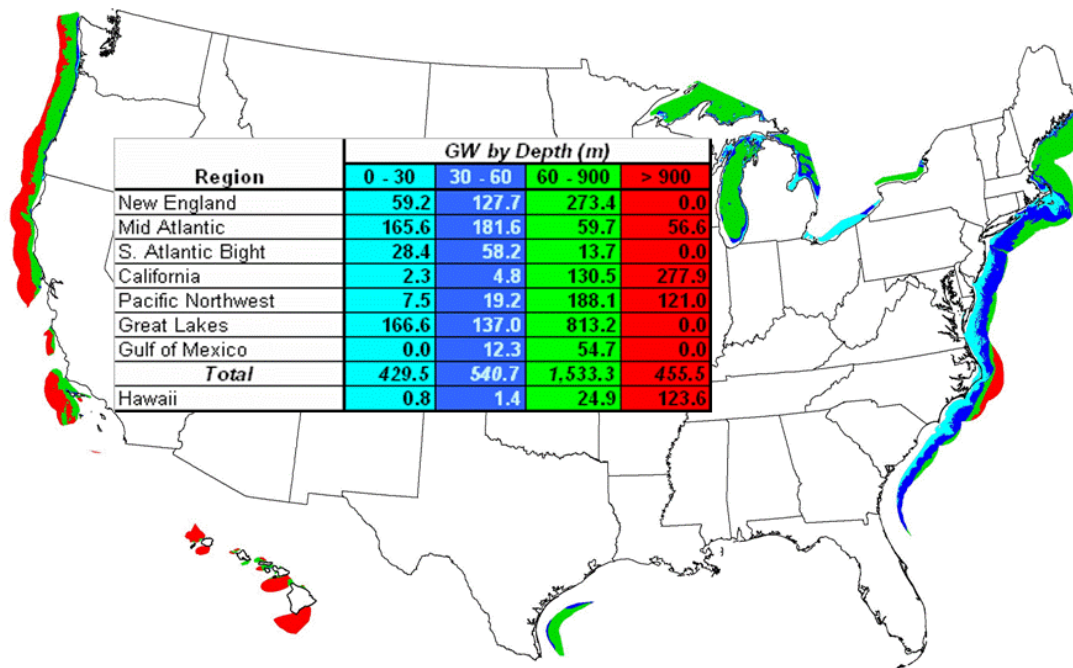 GW by Depth (m)
Region 0 - 30 30 - 60 60 - 900 > 900
New England 59.2 127.7 273.4 0.0
Mid Atlantic 165.6 181.6 59.7 56.6
S. Atlantic Bight 28.4 58.2 13.7 0.0
California 2.3 4.8 130.5 277.9
Pacific Northwest 7.5 19.2 188.1 121.0
Great Lakes 166.6 137.0 813.2 0.0
Gulf of Mexico 0.0 12.3 54.7 0.0
Total 429.5 540.7 1,533.3 455.5
Hawaii 0.8 1.4 24.9 123.6